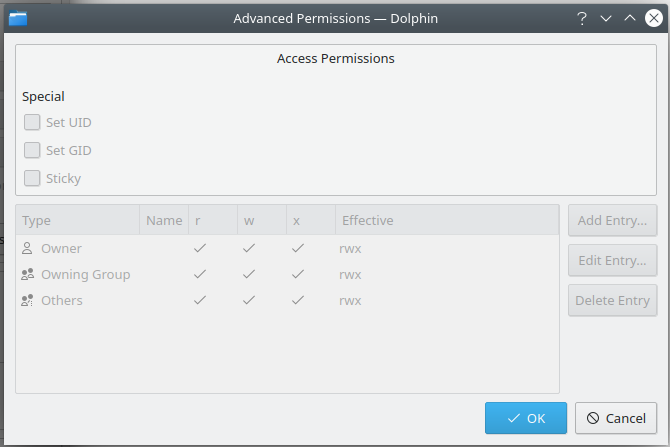 Advanced Permissions — Dolphin
Access Permissions
Special
Set UID
Set GID
Sticky
Type Name r w x Effective
Owner rwx
Owning Group rwx
Others rwx
Add Entry...
Edit Entry...
Delete Entry
OK
Cancel